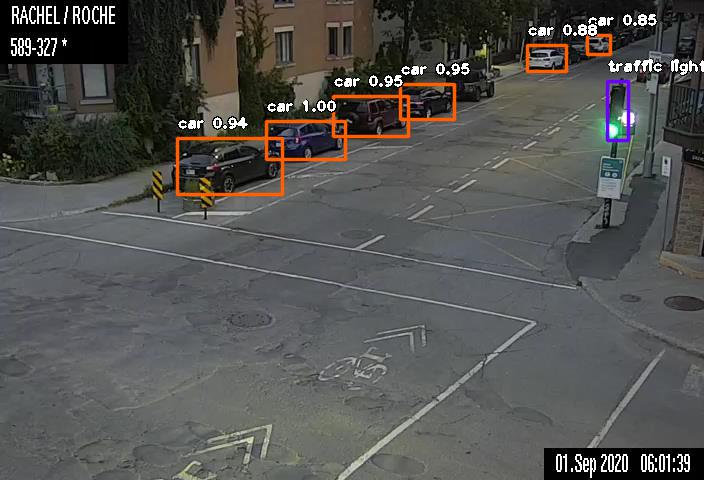 RACHEL / ROCHE
589-327 *
car 0.85
car 0.88
traffic light
car 0.95
car 0.95
car 1.00
car 0.94
01.Sep 2020 06:01:39